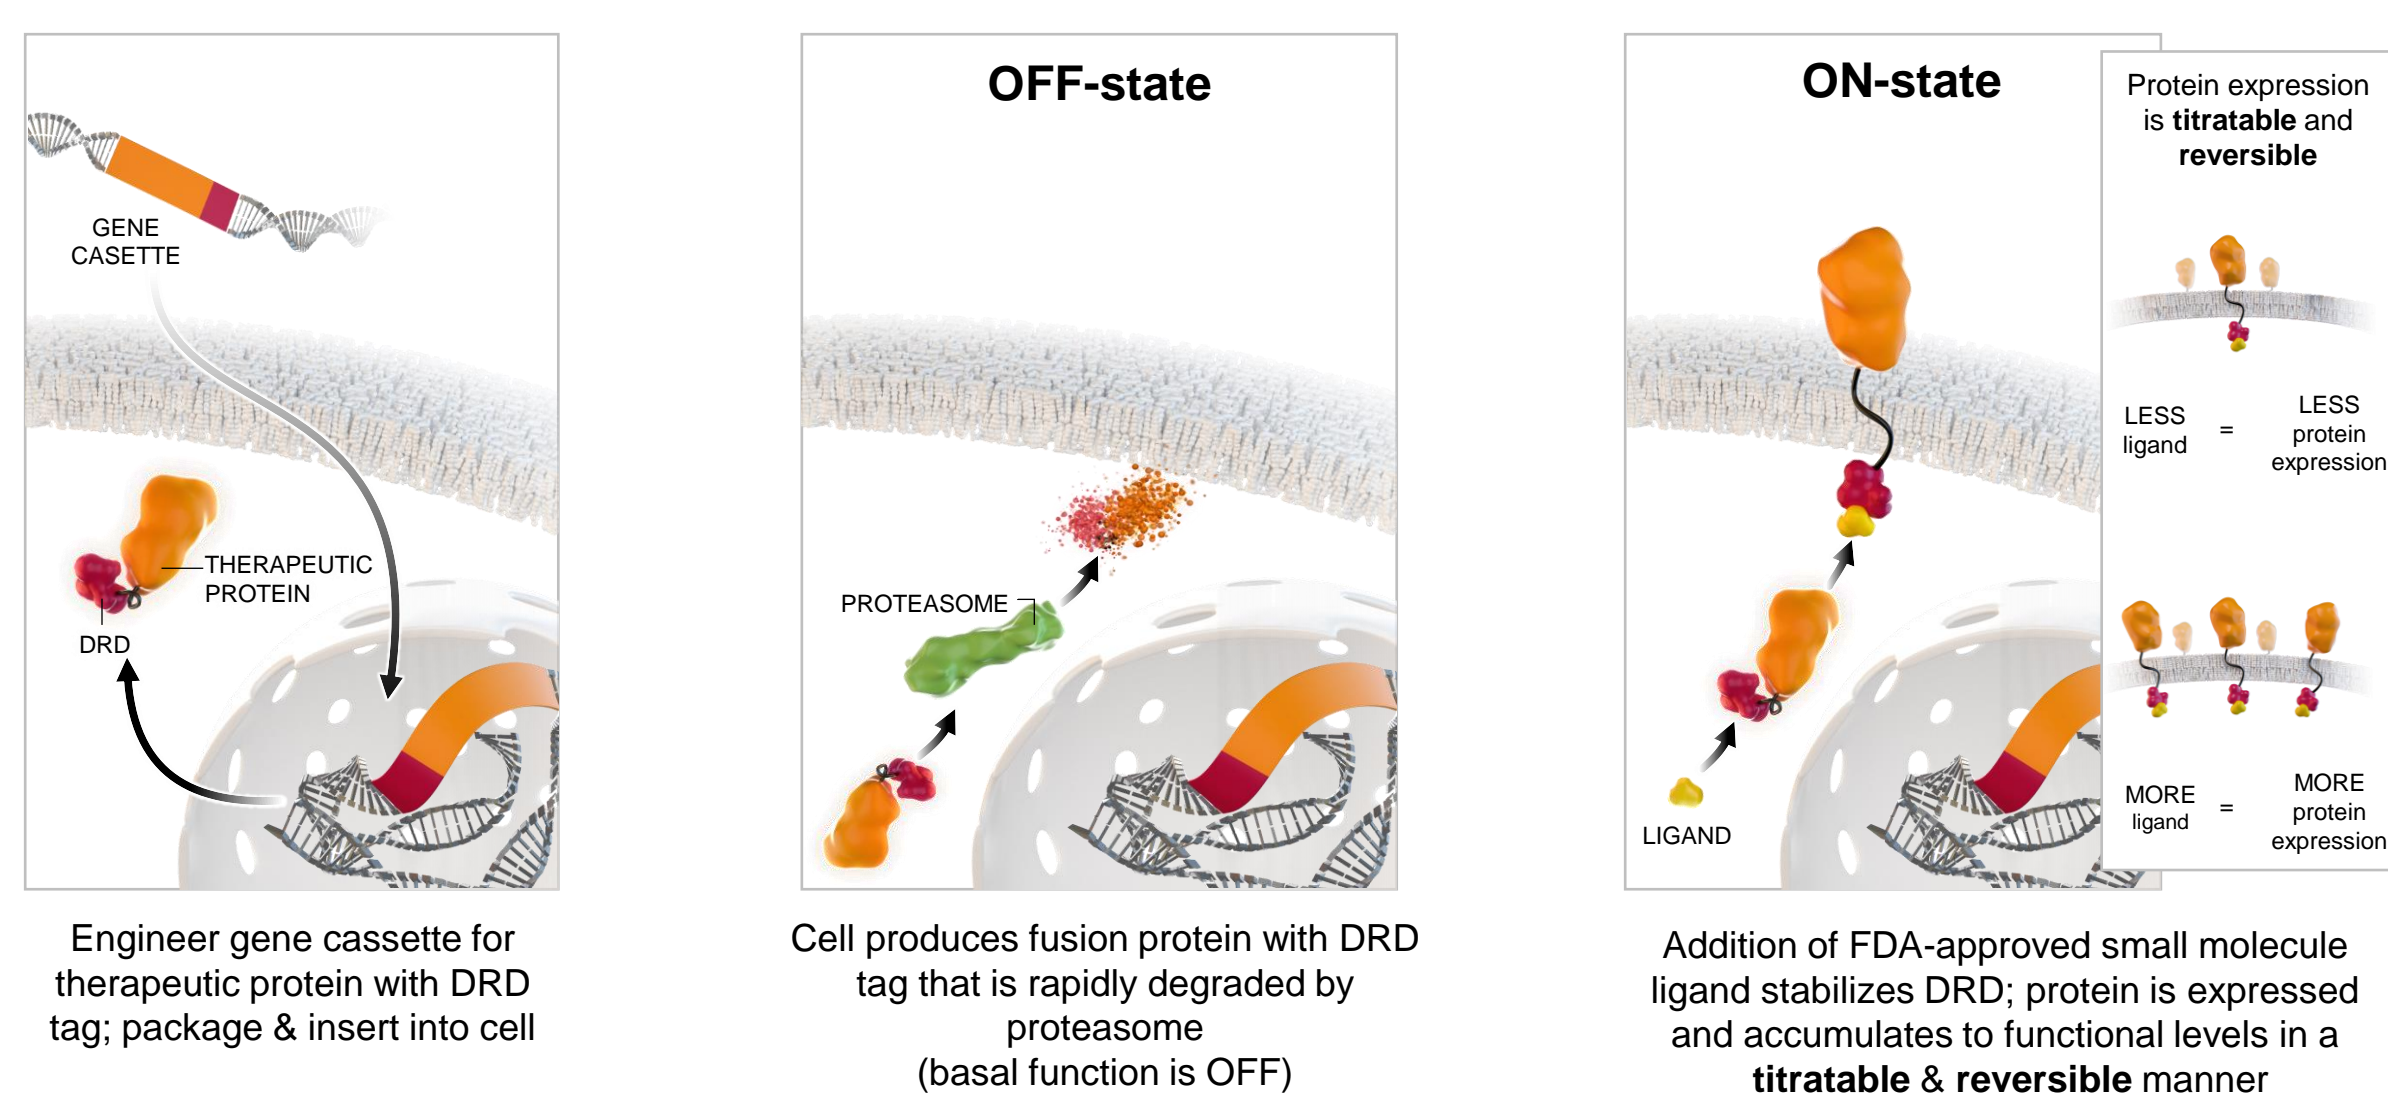 GENE
CASETTE
THERAPEUTIC
PROTEIN
DRD
Engineer gene cassette for
therapeutic protein with DRD
tag; package & insert into cell
OFF-state
PROTEASOME
Cell produces fusion protein with DRD
tag that is rapidly degraded by
proteasome
(basal function is OFF)
ON-state
LIGAND
Protein expression
is titratable and
reversible
LESS
ligand
=
LESS
protein
expression
MORE
ligand
=
MORE
protein
expression
Addition of FDA-approved small molecule
ligand stabilizes DRD; protein is expressed
and accumulates to functional levels in a
titratable & reversible manner